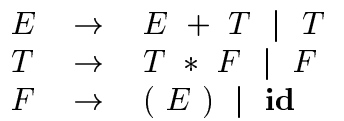 E → E + T | T
T → T * F | F
F → ( E ) | id